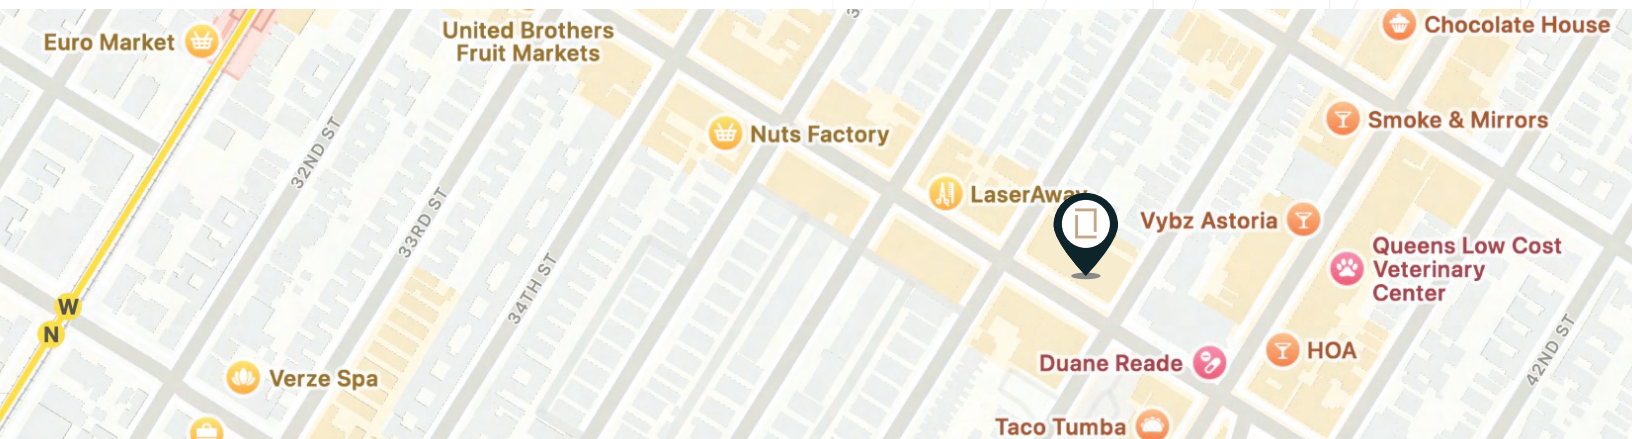 Euro Market
United Brothers
Fruit Markets
Chocolate House
Smoke & Mirrors
Nuts Factory
32ND ST
LaserAway
Vybz Astoria
33RD ST
Queens Low Cost
Veterinary
Center
34TH ST
W
N
42ND ST
HOA
Duane Reade
Verze Spa
Taco Tumba